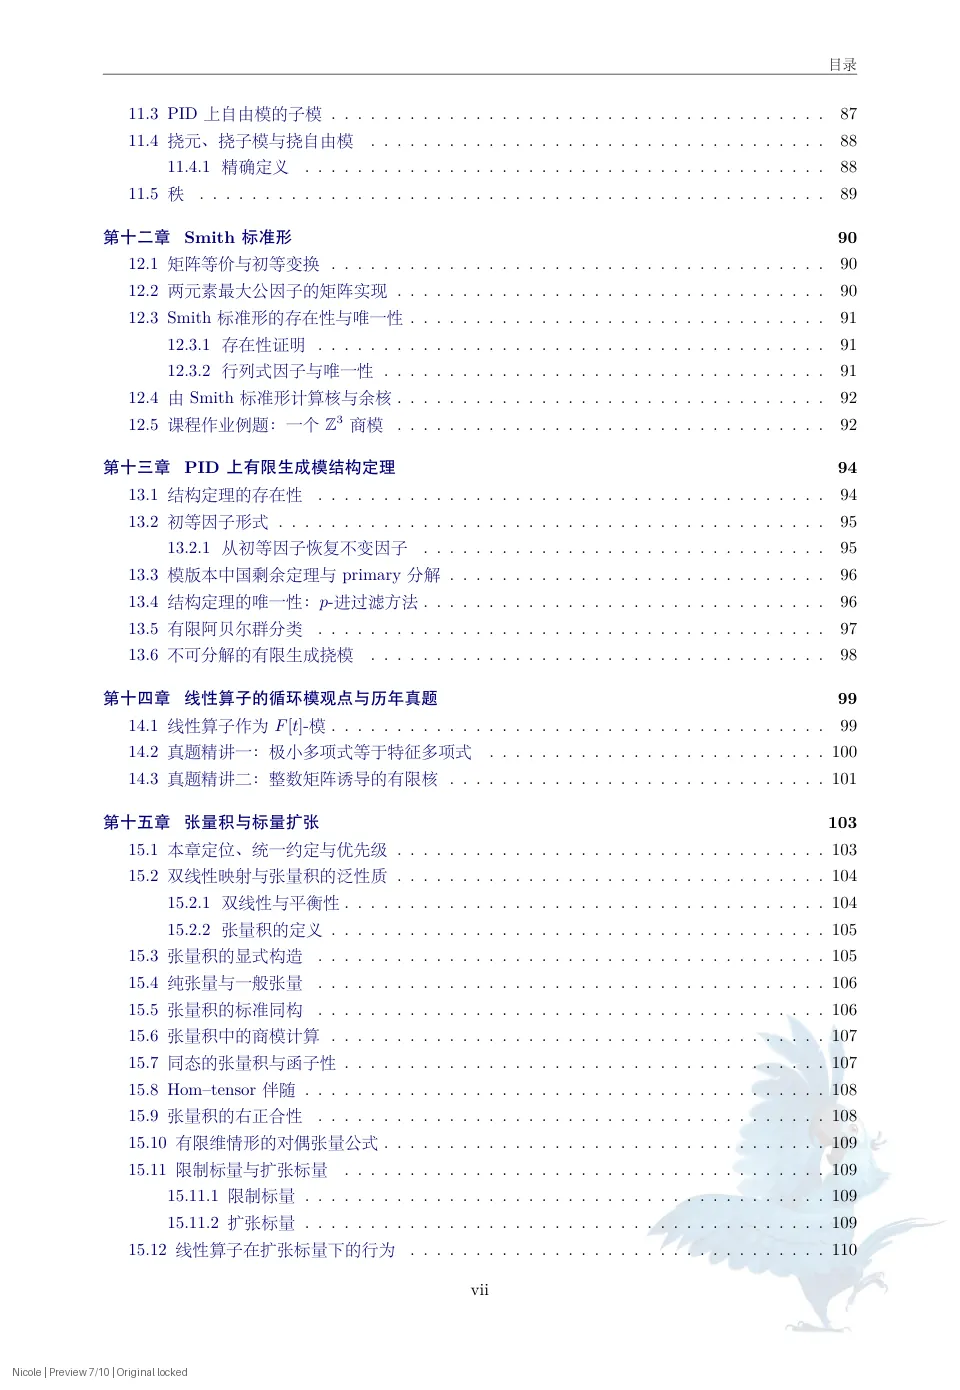 目录
11.3 PID 上自由模的子模 . . . . . . . . . . 87
11.4 挠元、挠子模与挠自由模 . . . . . . . . . . 88
11.4.1 精确定义 . . . . . . . . . . 88
11.5 秩 . . . . . . . . . . 89
第十二章 Smith 标准形 90
12.1 矩阵等价与初等变换 . . . . . . . . . . 90
12.2 两元素最大公因子的矩阵实现 . . . . . . . . . . 90
12.3 Smith 标准形的存在性与唯一性 . . . . . . . . . . 91
12.3.1 存在性证明 . . . . . . . . . . 91
12.3.2 行列式因子与唯一性 . . . . . . . . . . 91
12.4 由 Smith 标准形计算核与余核 . . . . . . . . . . 92
12.5 课程作业例题：一个 ℤ³ 商模 . . . . . . . . . . 92
第十三章 PID 上有限生成模结构定理 94
13.1 结构定理的存在性 . . . . . . . . . . 94
13.2 初等因子形式 . . . . . . . . . . 95
13.2.1 从初等因子恢复不变因子 . . . . . . . . . . 95
13.3 模版本中国剩余定理与 primary 分解 . . . . . . . . . . 96
13.4 结构定理的唯一性：p-进过滤方法 . . . . . . . . . . 96
13.5 有限阿贝尔群分类 . . . . . . . . . . 97
13.6 不可分解的有限生成挠模 . . . . . . . . . . 98
第十四章 线性算子的循环模观点与历年真题 99
14.1 线性算子作为 F[t]-模 . . . . . . . . . . 99
14.2 真题精讲一：极小多项式等于特征多项式 . . . . . . . . . . 100
14.3 真题精讲二：整数矩阵诱导的有限核 . . . . . . . . . . 101
第十五章 张量积与标量扩张 103
15.1 本章定位、统一约定与优先级 . . . . . . . . . . 103
15.2 双线性映射与张量积的泛性质 . . . . . . . . . . 104
15.2.1 双线性与平衡性 . . . . . . . . . . 104
15.2.2 张量积的定义 . . . . . . . . . . 105
15.3 张量积的显式构造 . . . . . . . . . . 105
15.4 纯张量与一般张量 . . . . . . . . . . 106
15.5 张量积的标准同构 . . . . . . . . . . 106
15.6 张量积中的商模计算 . . . . . . . . . . 107
15.7 同态的张量积与函子性 . . . . . . . . . . 107
15.8 Hom–tensor 伴随 . . . . . . . . . . 108
15.9 张量积的右正合性 . . . . . . . . . . 108
15.10 有限维情形的对偶张量公式 . . . . . . . . . . 109
15.11 限制标量与扩张标量 . . . . . . . . . . 109
15.11.1 限制标量 . . . . . . . . . . 109
15.11.2 扩张标量 . . . . . . . . . . 109
15.12 线性算子在扩张标量下的行为 . . . . . . . . . . 110
vii
Nicole | Preview 7/10 | Original locked